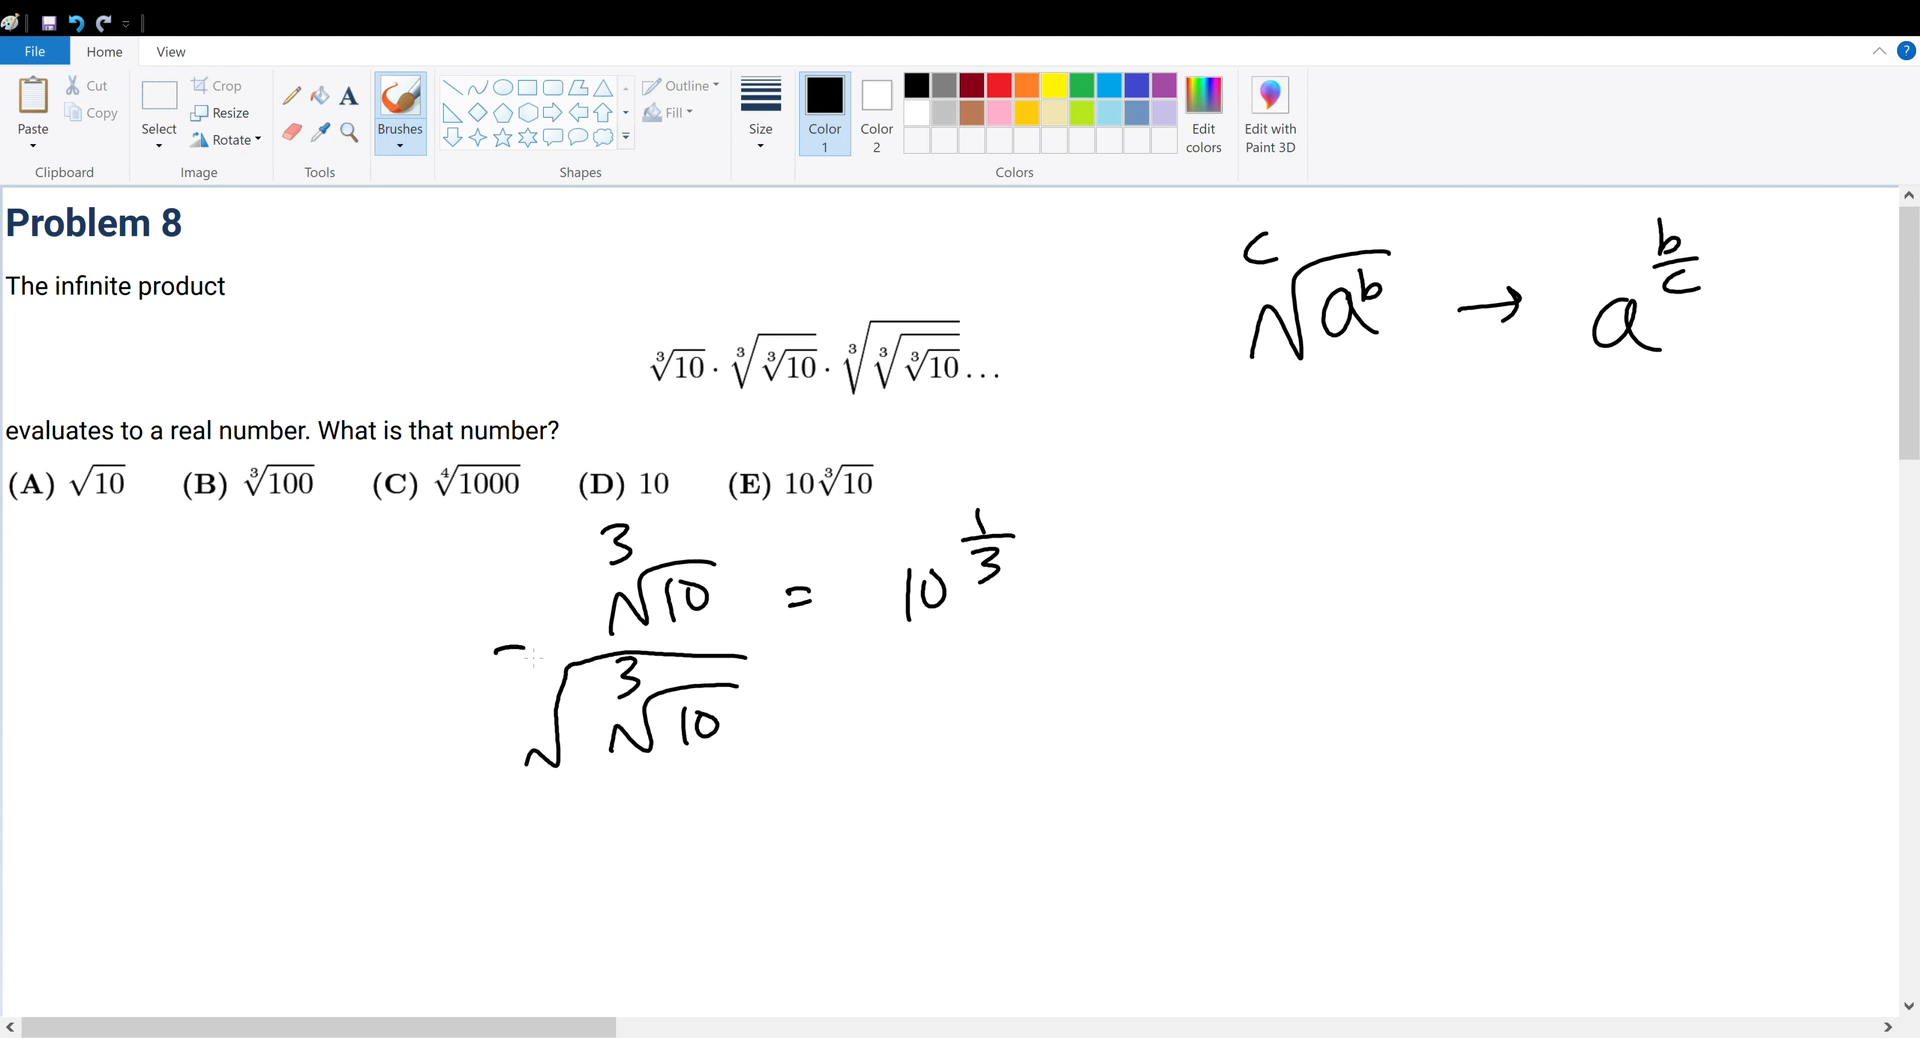 File Home View
Paste Cut Copy Clipboard
Select Crop Resize Rotate Image
A Tools
Brushes
Shapes Outline Fill
Size
Color 1 Color 2 Edit colors Colors
Edit with Paint 3D
?
Problem 8
The infinite product
∛10 · ∛(∛10) · ∛(∛(∛10)) ...
evaluates to a real number. What is that number?
(A) √10 (B) ∛100 (C) ∜1000 (D) 10 (E) 10∛10
ᶜ√(a^b) → a^(b/c)
∛10 = 10^(1/3)
√(∛10)